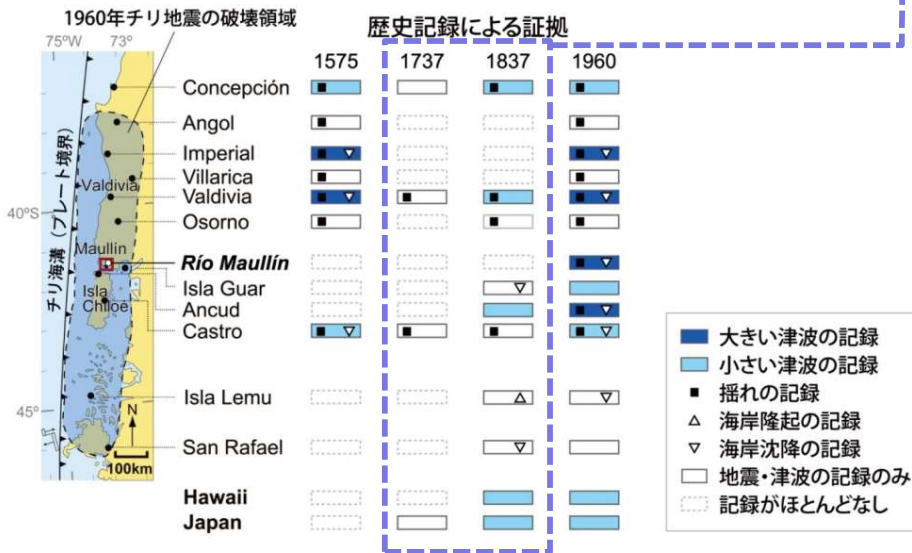 1960年チリ地震の破壊領域
歴史記録による証拠
75°W 73°
1575 1737 1837 1960
Concepción
Angol
Imperial
Villarica
Valdivia
Valdivia
40°S
Osorno
Maullin
Río Maullín
Isla Guar
Isla Chiloé
Ancud
Castro
チリ海溝（プレート境界）
Isla Lemu
45°
N
San Rafael
100km
Hawaii
Japan
大きい津波の記録
小さい津波の記録
揺れの記録
海岸隆起の記録
海岸沈降の記録
地震・津波の記録のみ
記録がほとんどなし